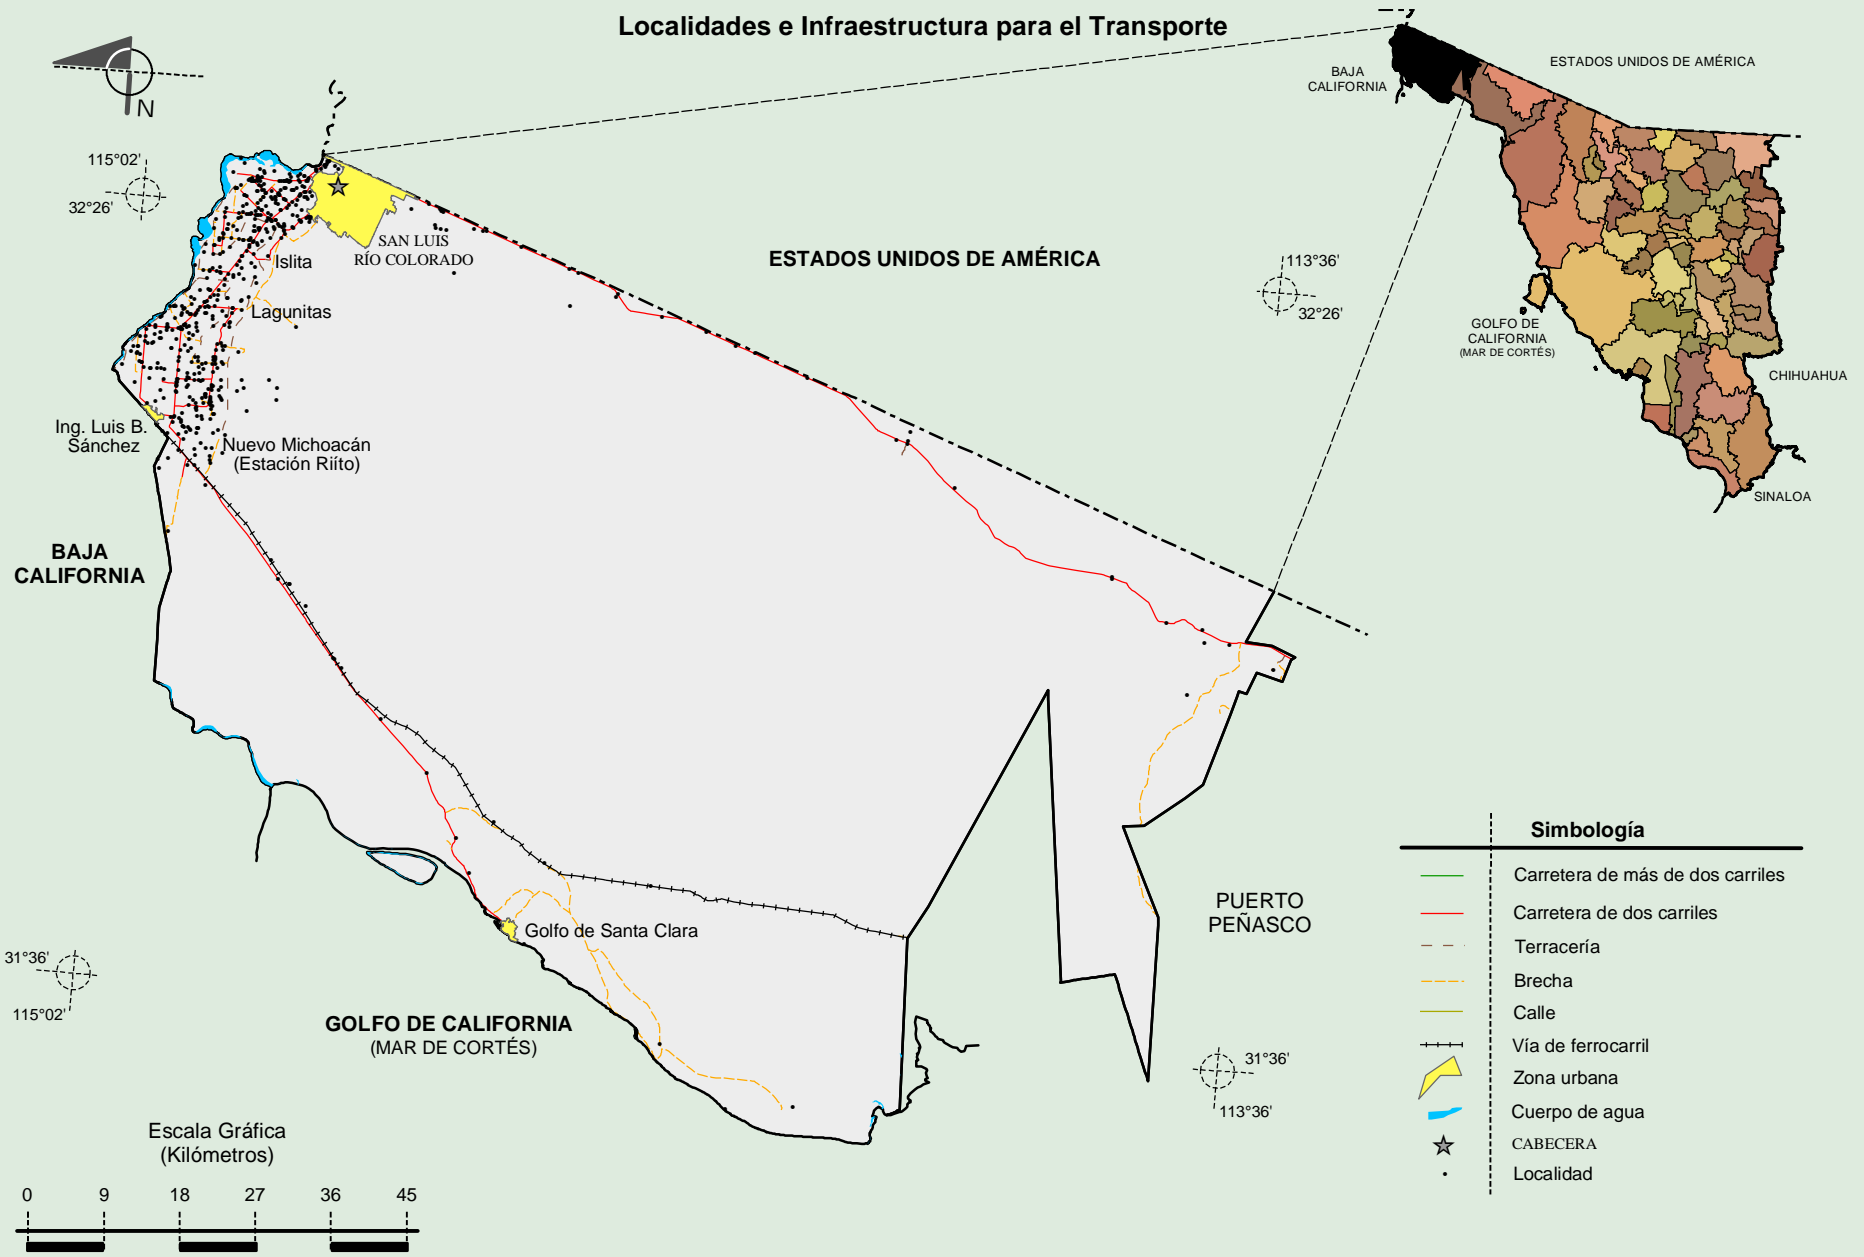 Localidades e Infraestructura para el Transporte
N
115°02'
32°26'
BAJA
CALIFORNIA
ESTADOS UNIDOS DE AMÉRICA
GOLFO DE
CALIFORNIA
(MAR DE CORTÉS)
CHIHUAHUA
SINALOA
SAN LUIS
RÍO COLORADO
Islita
Lagunitas
ESTADOS UNIDOS DE AMÉRICA
113°36'
32°26'
Ing. Luis B.
Sánchez
Nuevo Michoacán
(Estación Riíto)
BAJA
CALIFORNIA
Golfo de Santa Clara
PUERTO
PEÑASCO
31°36'
115°02'
GOLFO DE CALIFORNIA
(MAR DE CORTÉS)
31°36'
113°36'
Escala Gráfica
(Kilómetros)
0 9 18 27 36 45
Simbología
Carretera de más de dos carriles
Carretera de dos carriles
Terracería
Brecha
Calle
Vía de ferrocarril
Zona urbana
Cuerpo de agua
CABECERA
Localidad